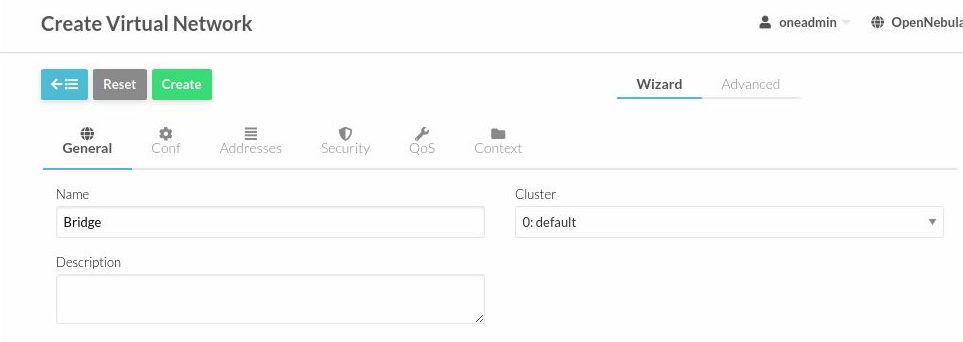 Create Virtual Network
oneadmin
OpenNebula
Reset
Create
Wizard
Advanced
General
Conf
Addresses
Security
QoS
Context
Name
Cluster
Bridge
0: default
Description